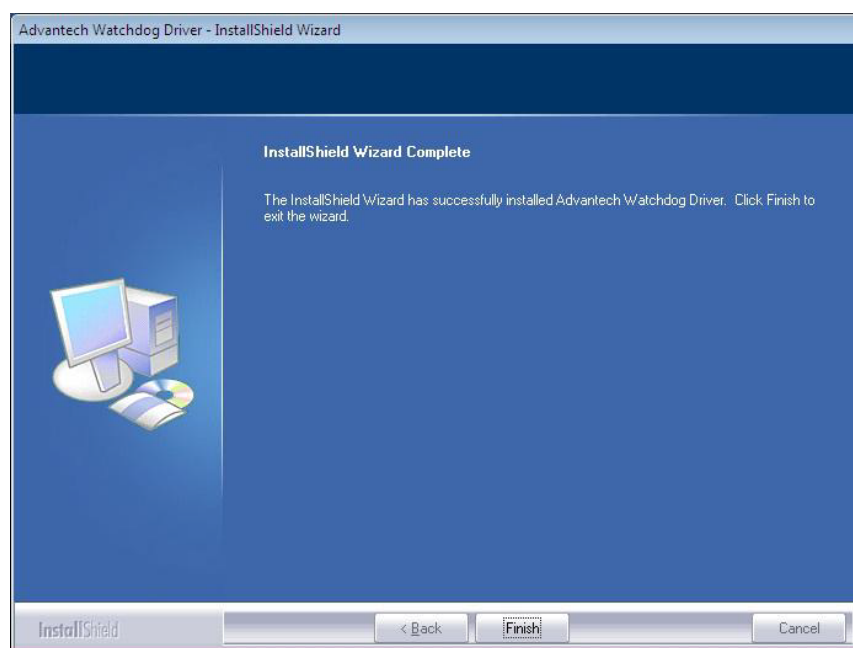 Advantech Watchdog Driver - InstallShield Wizard
InstallShield Wizard Complete
The InstallShield Wizard has successfully installed Advantech Watchdog Driver. Click Finish to
exit the wizard.
InstallShield
< Back
Finish
Cancel